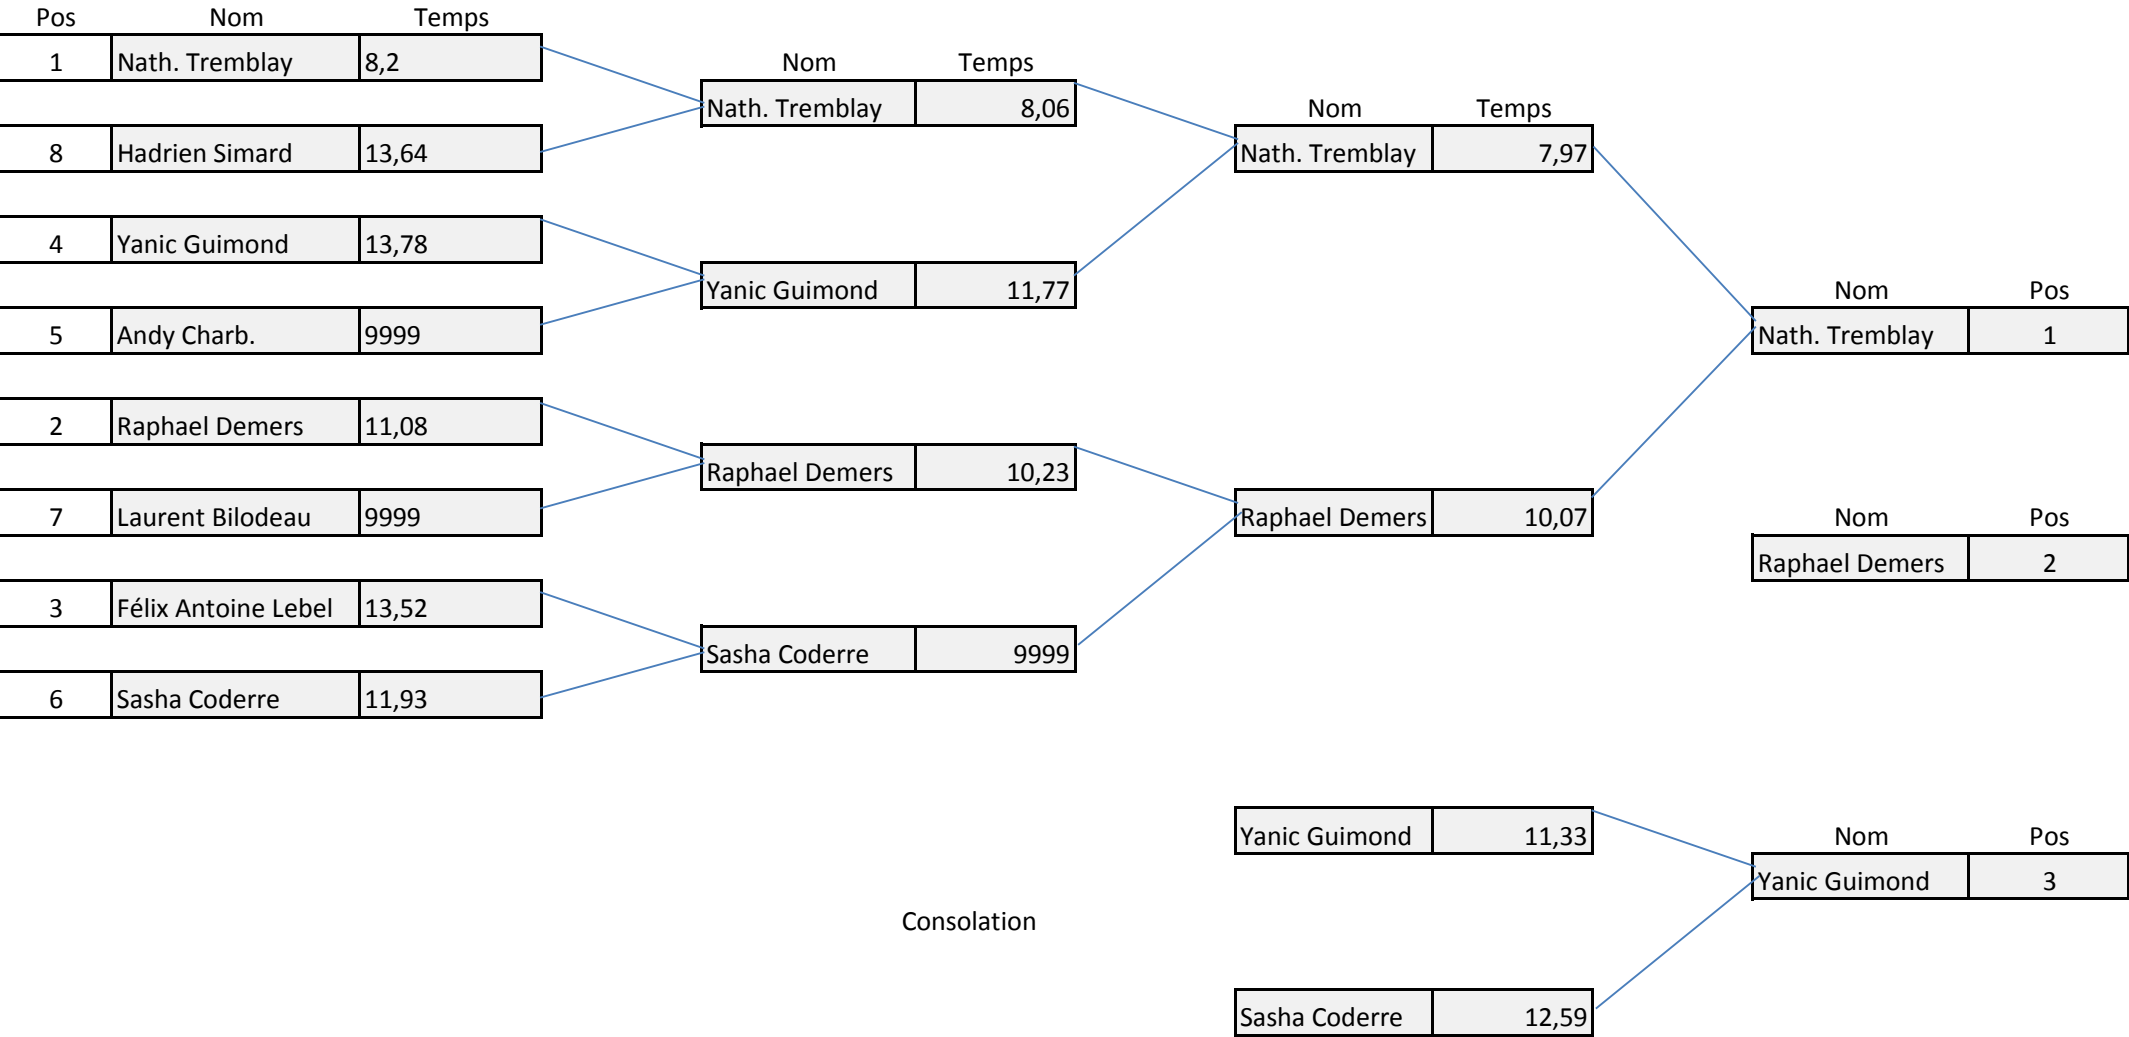 Pos Nom Temps
1 Nath. Tremblay 8,2
Nom Temps
Nath. Tremblay 8,06
Nom Temps
8 Hadrien Simard 13,64
Nath. Tremblay 7,97
4 Yanic Guimond 13,78
Yanic Guimond 11,77
Nom Pos
5 Andy Charb. 9999
Nath. Tremblay 1
2 Raphael Demers 11,08
Raphael Demers 10,23
7 Laurent Bilodeau 9999
Raphael Demers 10,07
Nom Pos
Raphael Demers 2
3 Félix Antoine Lebel 13,52
Sasha Coderre 9999
6 Sasha Coderre 11,93
Yanic Guimond 11,33
Nom Pos
Yanic Guimond 3
Consolation
Sasha Coderre 12,59